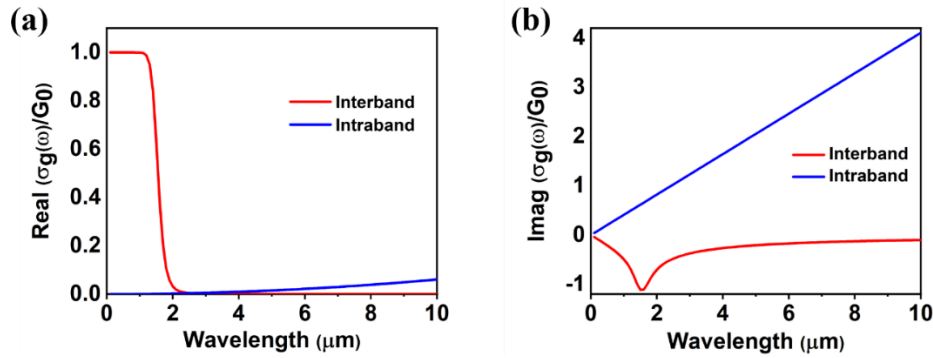 (a)
Real (σg(ω)/G0)
1.0
0.8
0.6
0.4
0.2
0.0
Interband
Intraband
0 2 4 6 8 10
Wavelength (μm)
(b)
Imag (σg(ω)/G0)
4
3
2
1
0
-1
Interband
Intraband
0 2 4 6 8 10
Wavelength (μm)